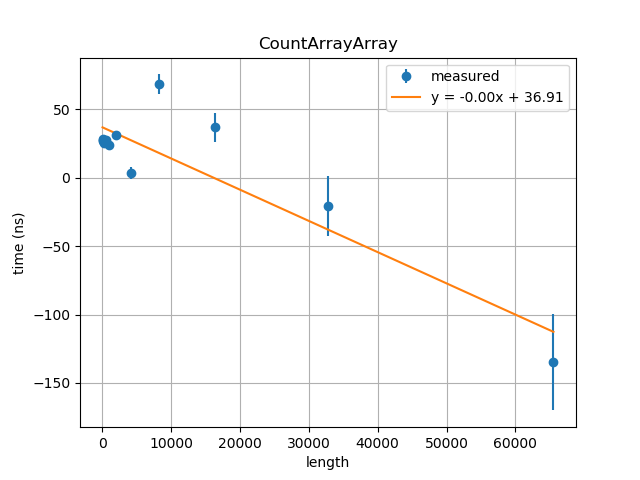 CountArrayArray
measured
y = -0.00x + 36.91
time (ns)
50
0
−50
−100
−150
0 10000 20000 30000 40000 50000 60000
length